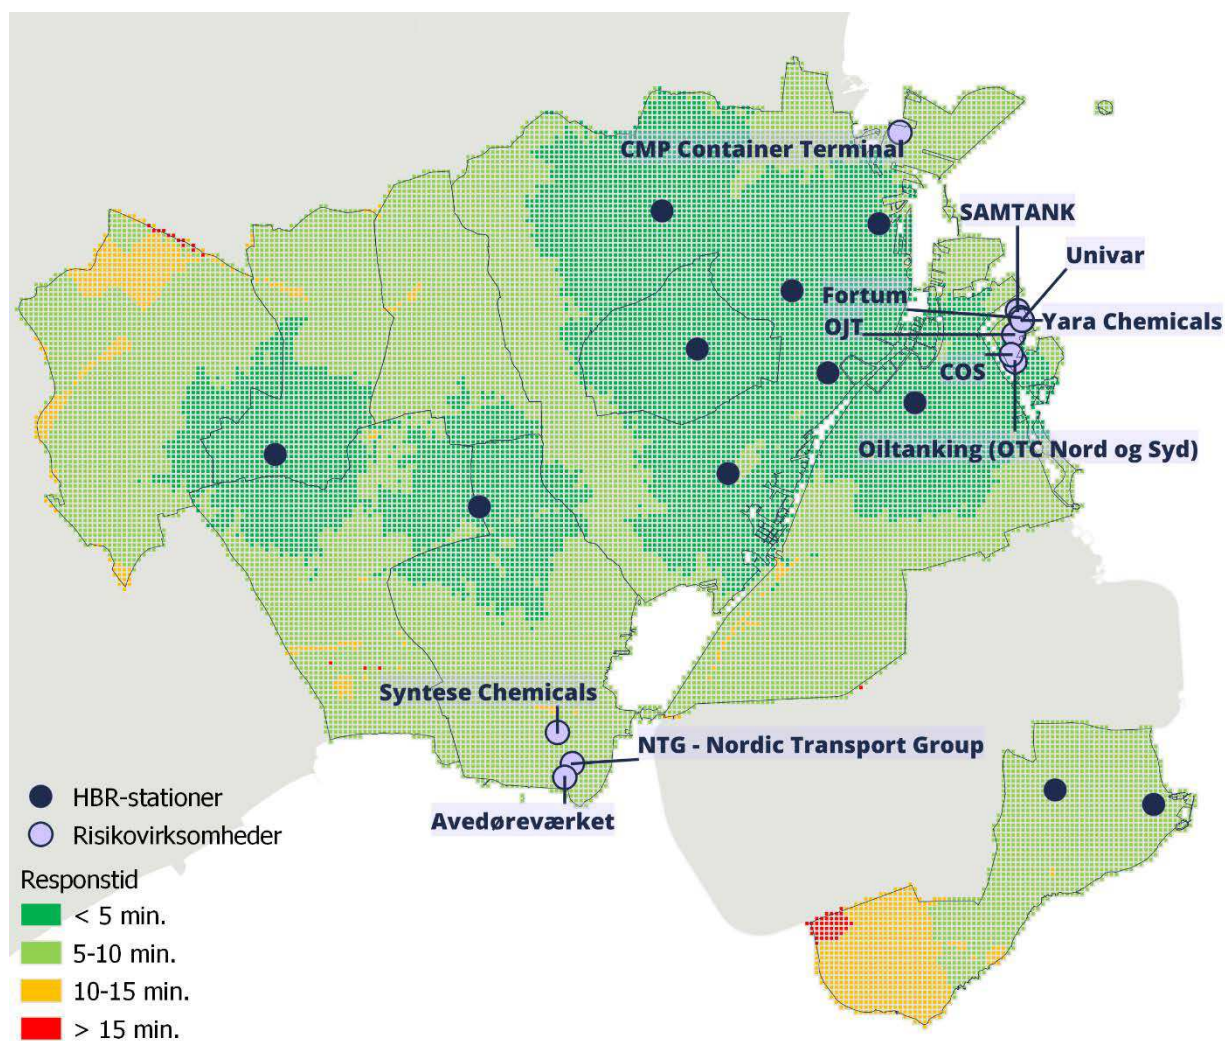 CMP Container Terminal
SAMTANK
Univar
Fortum
Yara Chemicals
OJT
COS
Oiltanking (OTC Nord og Syd)
Syntese Chemicals
NTG - Nordic Transport Group
Avedøreværket
HBR-stationer
Risikovirksomheder
Responstid
< 5 min.
5-10 min.
10-15 min.
> 15 min.